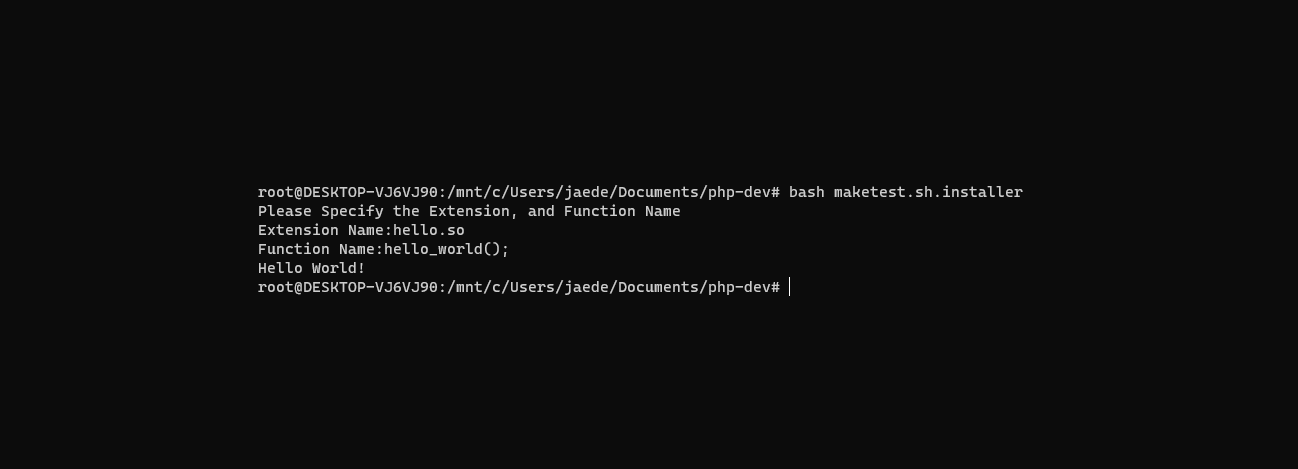 root@DESKTOP-VJ6VJ90:/mnt/c/Users/jaede/Documents/php-dev# bash maketest.sh.installer
Please Specify the Extension, and Function Name
Extension Name:hello.so
Function Name:hello_world();
Hello World!
root@DESKTOP-VJ6VJ90:/mnt/c/Users/jaede/Documents/php-dev#